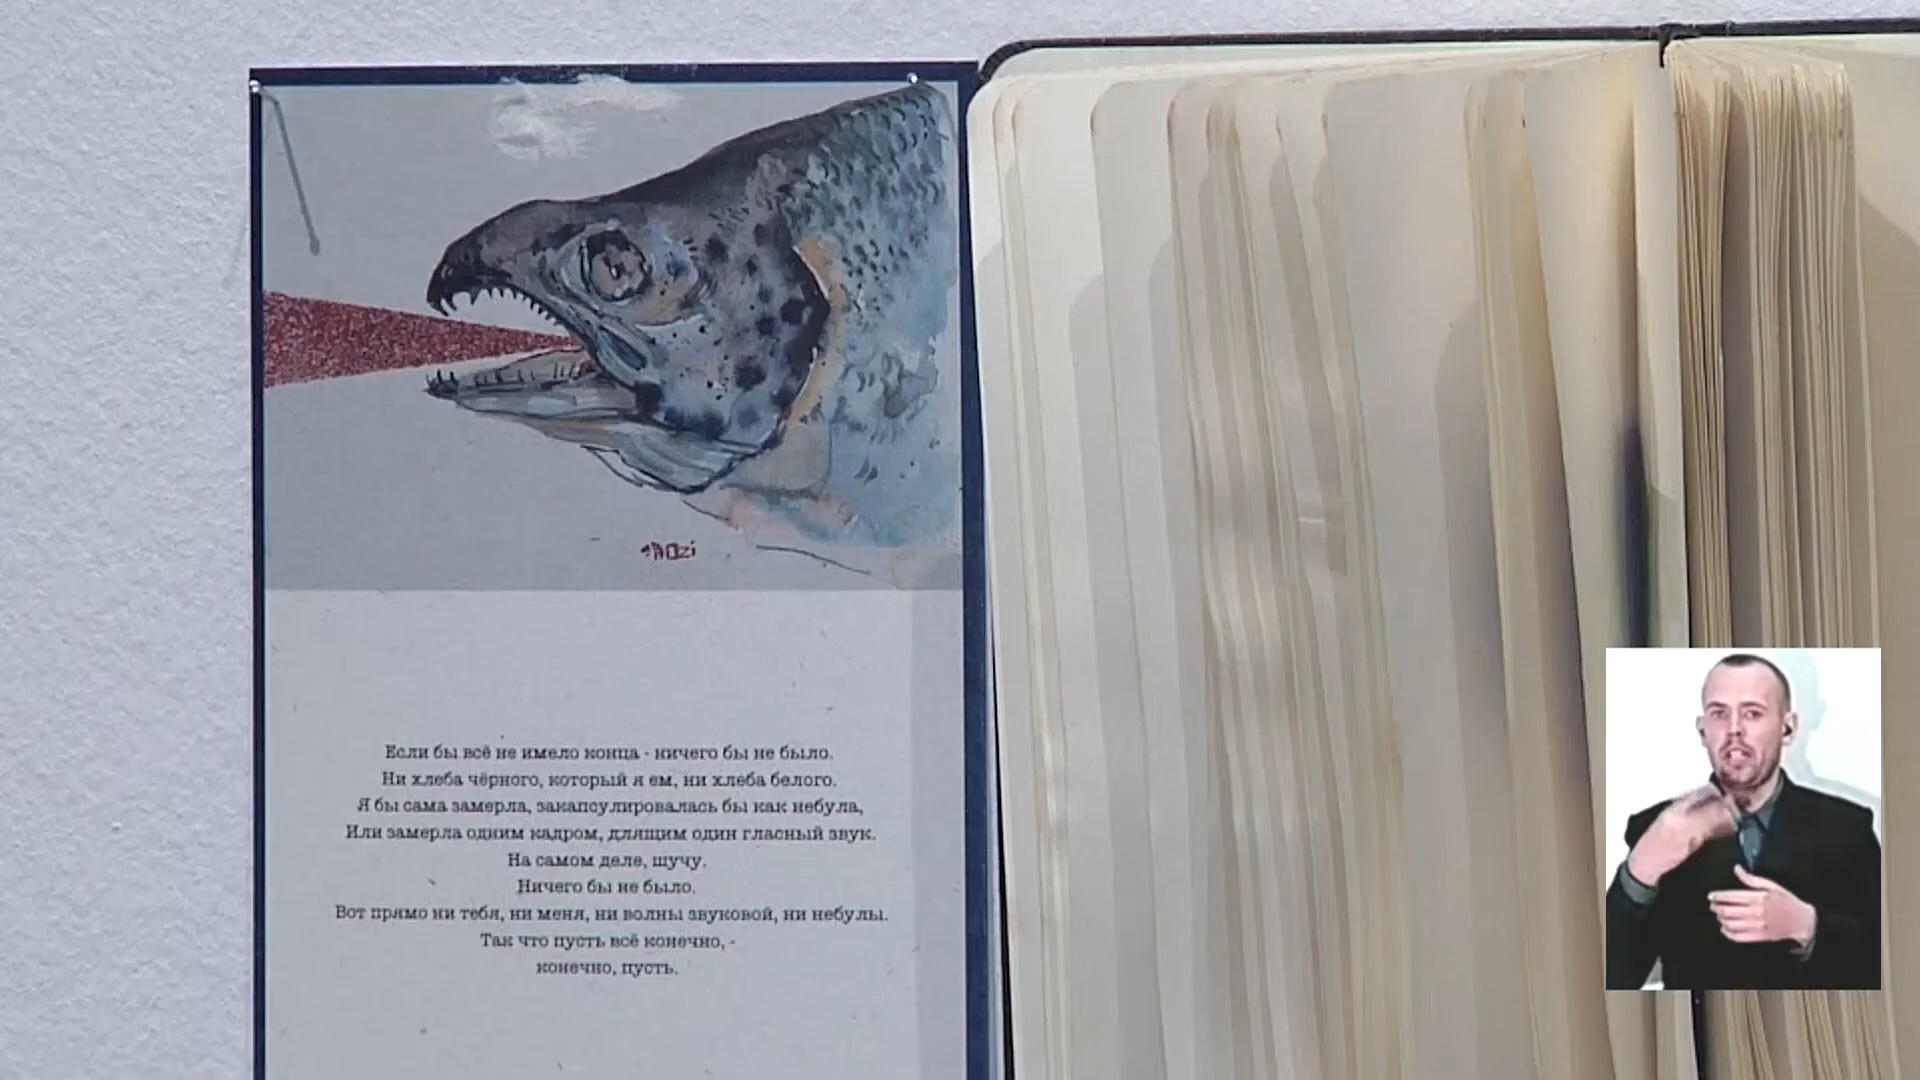 Если бы всё не имело конца - ничего бы не было.
Ни хлеба чёрного, который я ем, ни хлеба белого.
Я бы сама замерла, закапсулировалась бы как небула,
Или замерла одним кадром, длящим один гласный звук.
На самом деле, шучу.
Ничего бы не было.
Вот прямо ни тебя, ни меня, ни волны звуковой, ни небулы.
Так что пусть всё конечно, -
конечно, пусть.